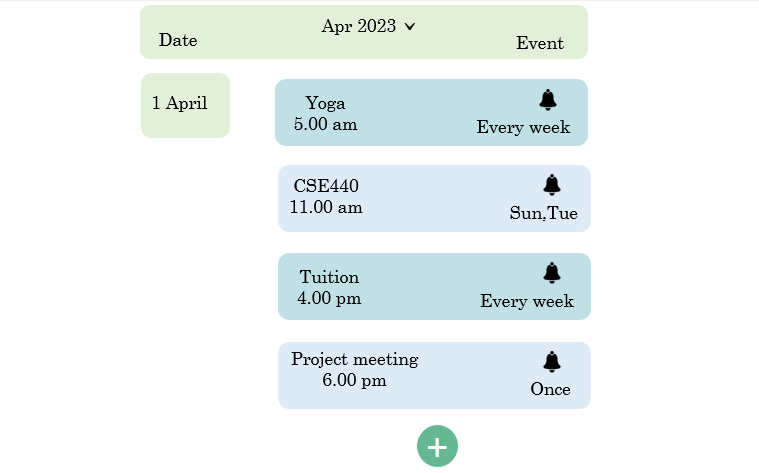 Apr 2023
Date
Event
1 April
Yoga
5.00 am
Every week
CSE440
11.00 am
Sun,Tue
Tuition
4.00 pm
Every week
Project meeting
6.00 pm
Once
+